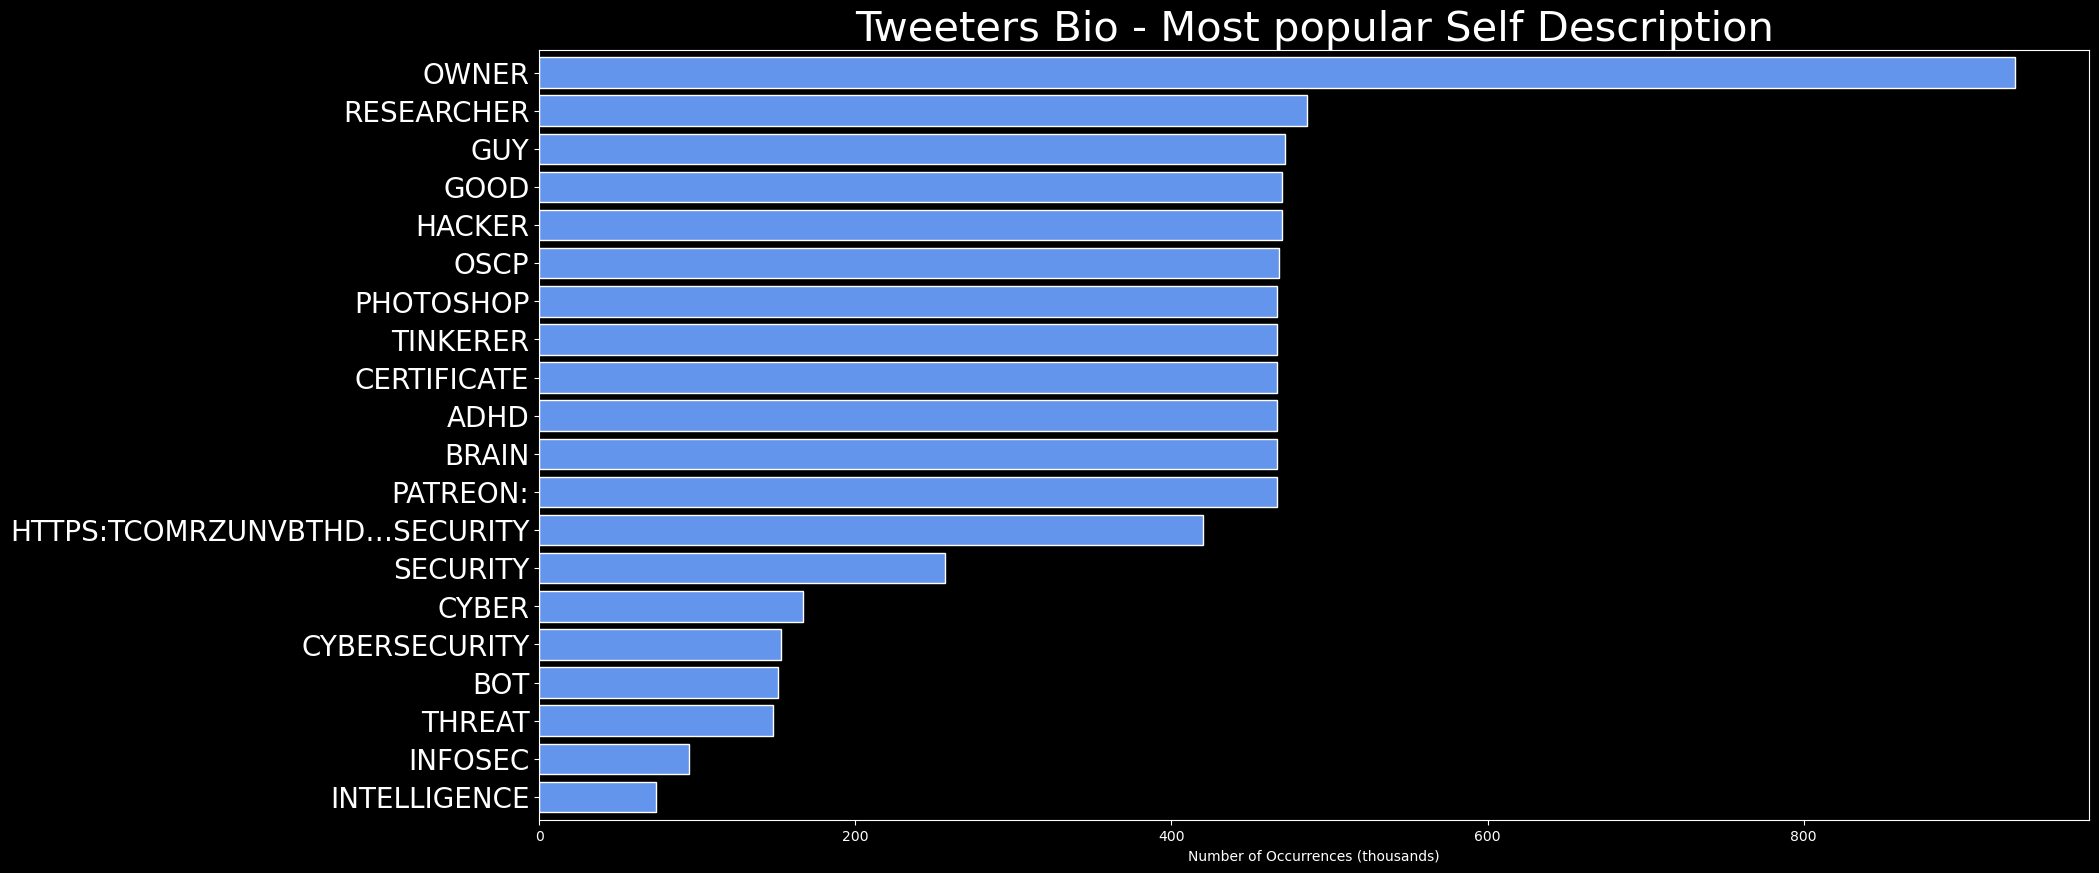 Tweeters Bio - Most popular Self Description
OWNER
RESEARCHER
GUY
GOOD
HACKER
OSCP
PHOTOSHOP
TINKERER
CERTIFICATE
ADHD
BRAIN
PATREON:
HTTPS:TCOMRZUNVBTHD...SECURITY
SECURITY
CYBER
CYBERSECURITY
BOT
THREAT
INFOSEC
INTELLIGENCE
0 200 400 600 800
Number of Occurrences (thousands)